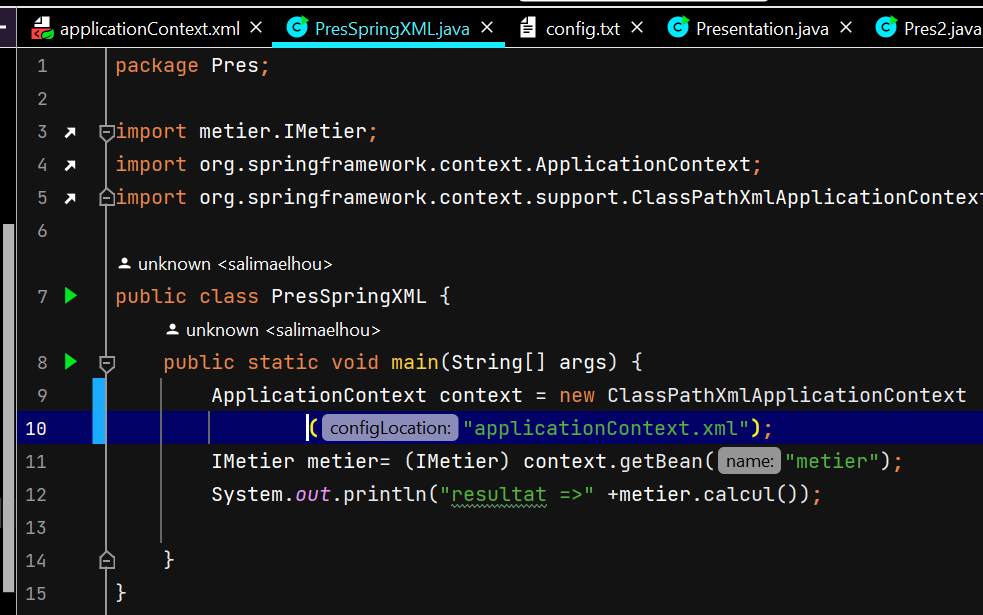 applicationContext.xml PresSpringXML.java config.txt Presentation.java Pres2.java
1 package Pres;
2
3 import metier.IMetier;
4 import org.springframework.context.ApplicationContext;
5 import org.springframework.context.support.ClassPathXmlApplicationContex
6
unknown <salimaelhou>
7 public class PresSpringXML {
unknown <salimaelhou>
8 public static void main(String[] args) {
9 ApplicationContext context = new ClassPathXmlApplicationContext
10 (configLocation: "applicationContext.xml");
11 IMetier metier= (IMetier) context.getBean(name: "metier");
12 System.out.println("resultat =>" +metier.calcul());
13
14 }
15 }